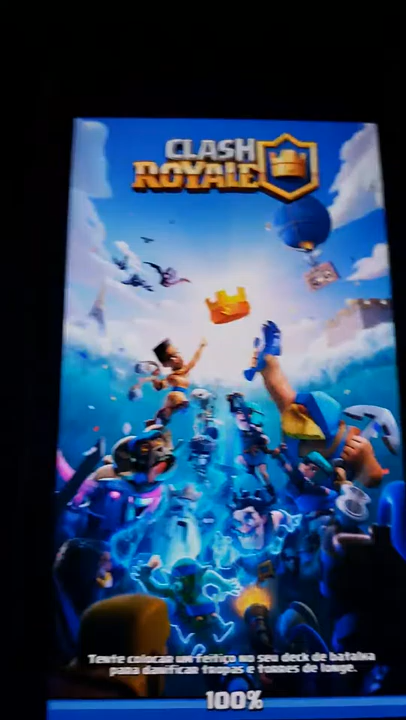 CLASH
ROYALE
Tente colocar um feitiço no seu deck de batalha
para danificar tropas e torres de longe.
100%